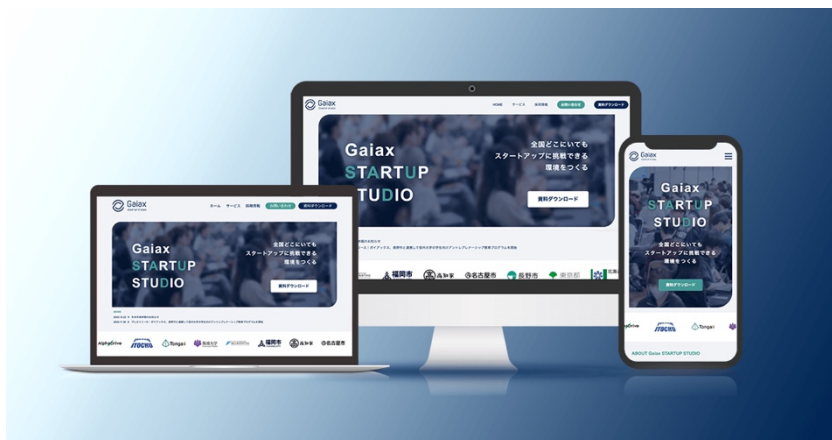 Gaiax
HOME サービス 採用情報 お問い合わせ 資料ダウンロード
Gaiax
STARTUP
STUDIO
全国どこにいても
スタートアップに挑戦できる
環境をつくる
資料ダウンロード
福岡市
高知家
名古屋市
長野市
東京都
Gaiax
ホーム サービス 採用情報 お問い合わせ 資料ダウンロード
Gaiax
STARTUP
STUDIO
全国どこにいても
スタートアップに挑戦できる
環境をつくる
資料ダウンロード
AlphaDrive
ITOCHU
Tongali
福岡市
高知家
名古屋市
Gaiax
Gaiax
STARTUP
STUDIO
全国どこにいても
スタートアップに挑戦できる
環境をつくる
資料ダウンロード
ITOCHU
Tongali
ABOUT Gaiax STARTUP STUDIO